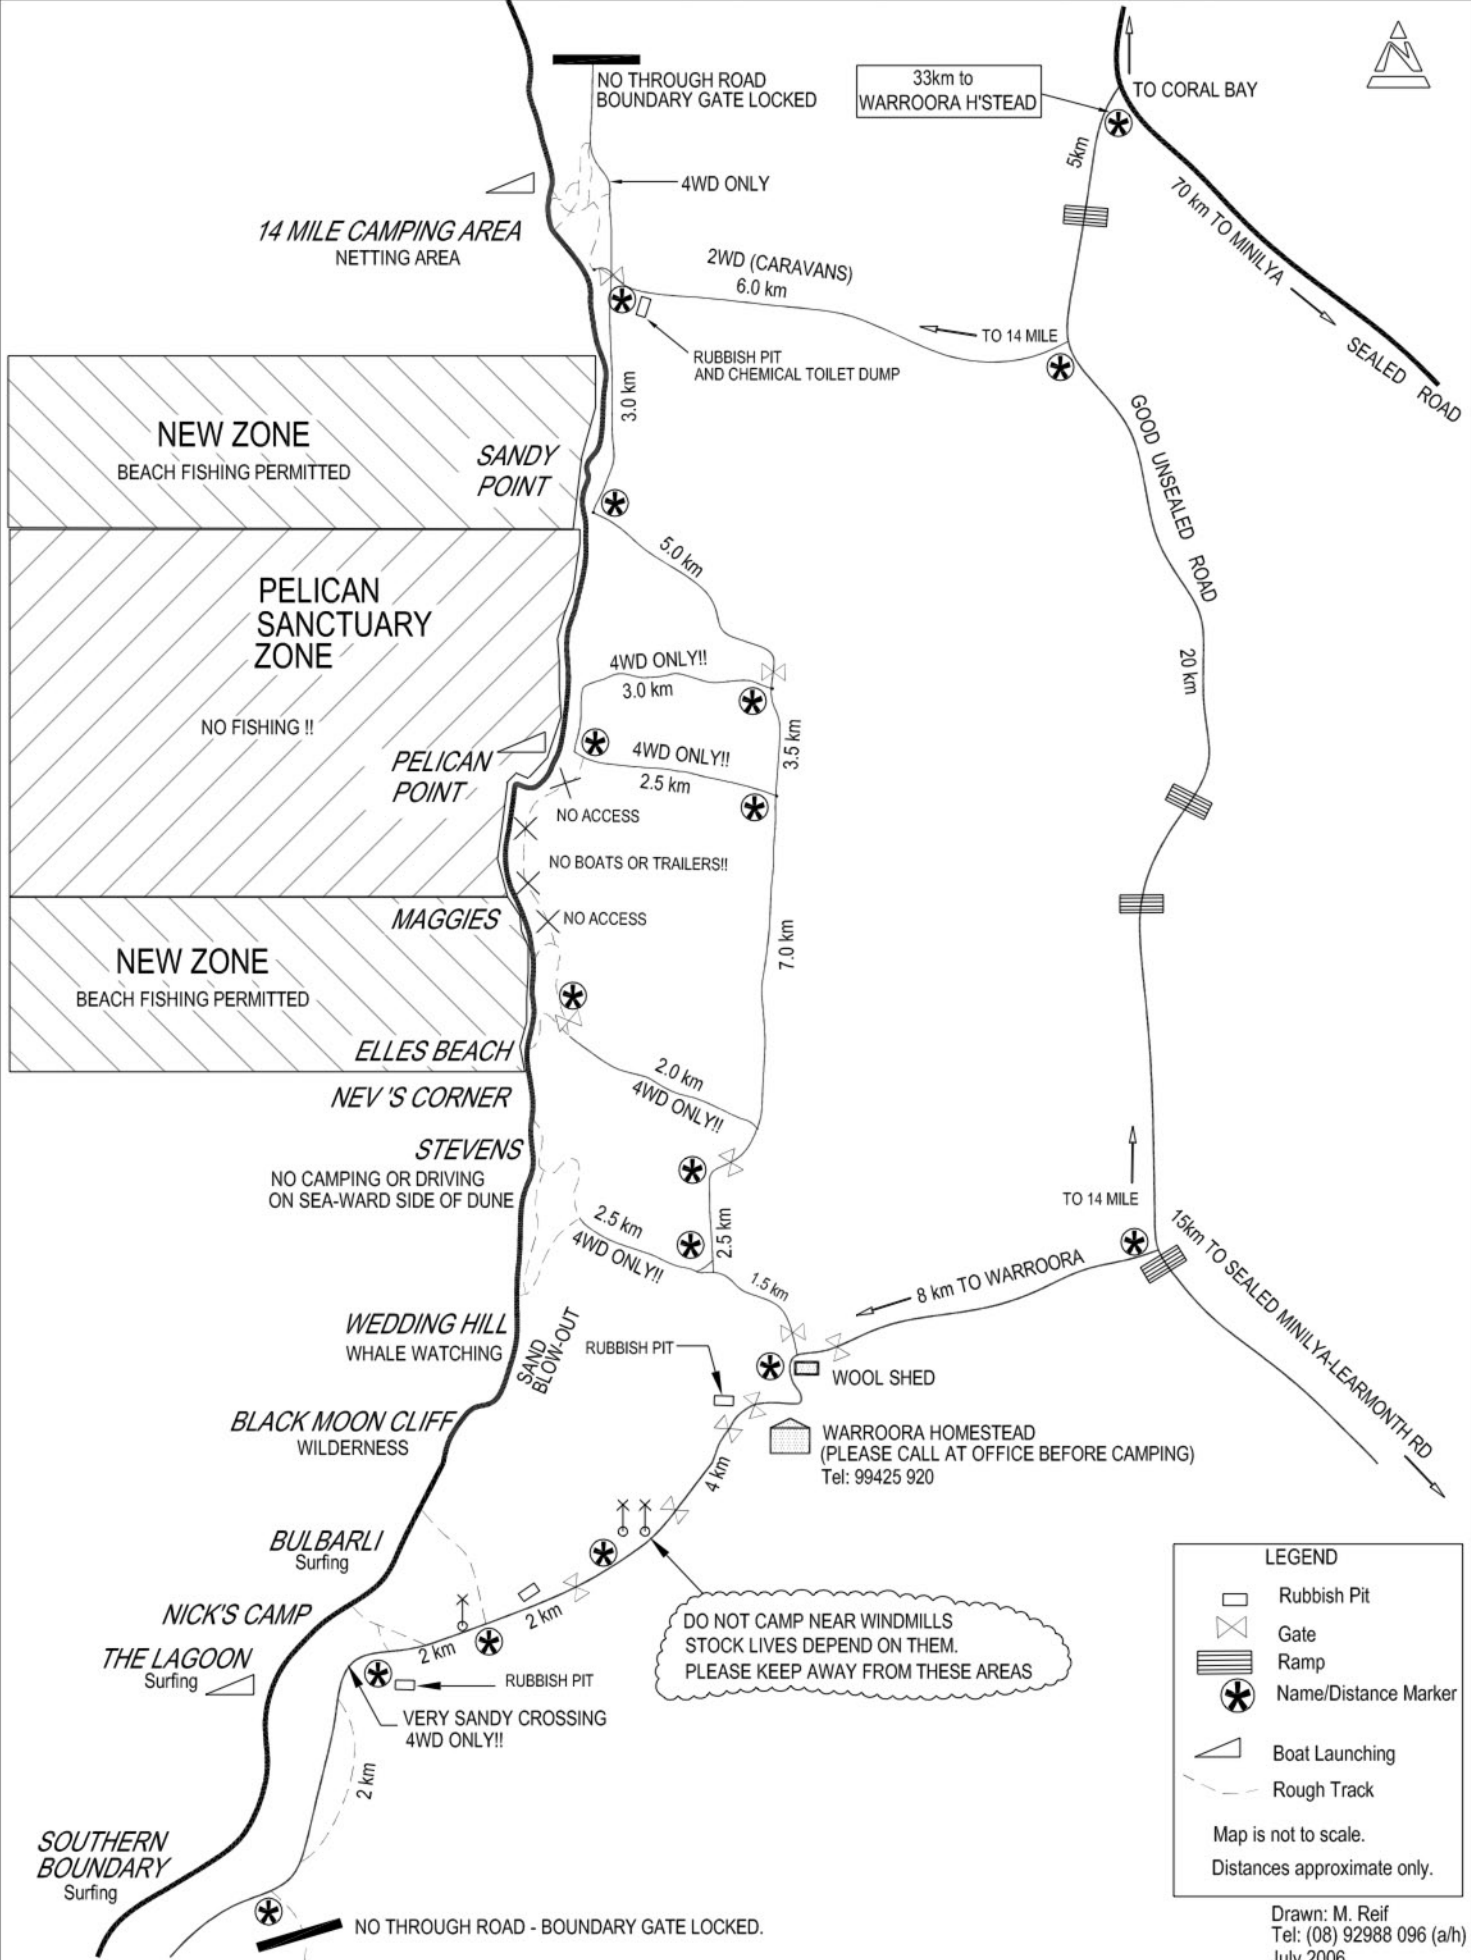 NO THROUGH ROAD
BOUNDARY GATE LOCKED
33km to
WARROORA H'STEAD
TO CORAL BAY
N
5km
4WD ONLY
70 km TO MINILYA
SEALED ROAD
14 MILE CAMPING AREA
NETTING AREA
2WD (CARAVANS)
6.0 km
TO 14 MILE
RUBBISH PIT
AND CHEMICAL TOILET DUMP
3.0 km
GOOD UNSEALED ROAD
NEW ZONE
BEACH FISHING PERMITTED
SANDY
POINT
5.0 km
PELICAN
SANCTUARY
ZONE
NO FISHING !!
4WD ONLY!!
3.0 km
20 km
3.5 km
PELICAN
POINT
4WD ONLY!!
2.5 km
NO ACCESS
NO BOATS OR TRAILERS!!
NO ACCESS
MAGGIES
7.0 km
NEW ZONE
BEACH FISHING PERMITTED
ELLES BEACH
NEV 'S CORNER
2.0 km
4WD ONLY!!
STEVENS
NO CAMPING OR DRIVING
ON SEA-WARD SIDE OF DUNE
TO 14 MILE
2.5 km
4WD ONLY!!
2.5 km
1.5 km
8 km TO WARROORA
15km TO SEALED MINILYA-LEARMONTH RD
WEDDING HILL
WHALE WATCHING
SAND
BLOW-OUT
RUBBISH PIT
WOOL SHED
BLACK MOON CLIFF
WILDERNESS
WARROORA HOMESTEAD
(PLEASE CALL AT OFFICE BEFORE CAMPING)
Tel: 99425 920
4 km
BULBARLI
Surfing
NICK'S CAMP
2 km
2 km
DO NOT CAMP NEAR WINDMILLS
STOCK LIVES DEPEND ON THEM.
PLEASE KEEP AWAY FROM THESE AREAS
THE LAGOON
Surfing
RUBBISH PIT
VERY SANDY CROSSING
4WD ONLY!!
2 km
SOUTHERN
BOUNDARY
Surfing
NO THROUGH ROAD - BOUNDARY GATE LOCKED.
LEGEND
Rubbish Pit
Gate
Ramp
Name/Distance Marker
Boat Launching
Rough Track
Map is not to scale.
Distances approximate only.
Drawn: M. Reif
Tel: (08) 92988 096 (a/h)
July 2006